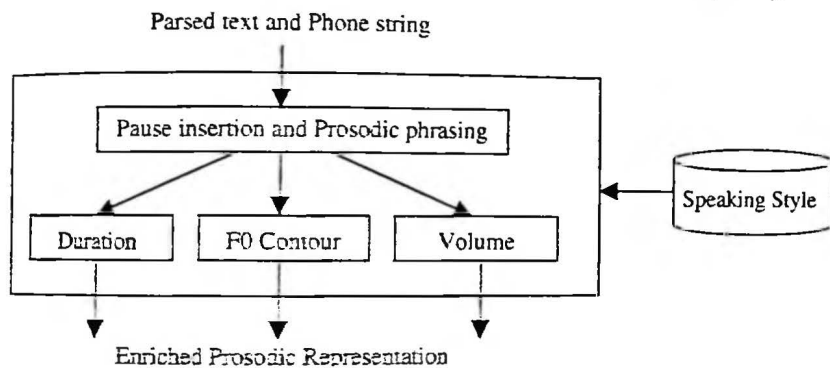 Parsed text and Phone string
Pause insertion and Prosodic phrasing
Speaking Style
Duration
F0 Contour
Volume
Enriched Prosodic Representation